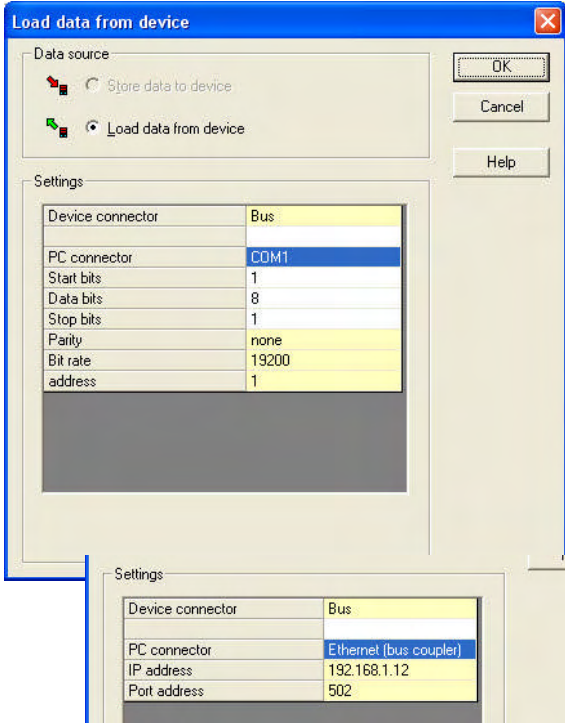 Load data from device
Data source
Store data to device
Load data from device
OK
Cancel
Help
Settings
Device connector Bus
PC connector COM1
Start bits 1
Data bits 8
Stop bits 1
Parity none
Bit rate 19200
address 1
Settings
Device connector Bus
PC connector Ethernet (bus coupler)
IP address 192.168.1.12
Port address 502